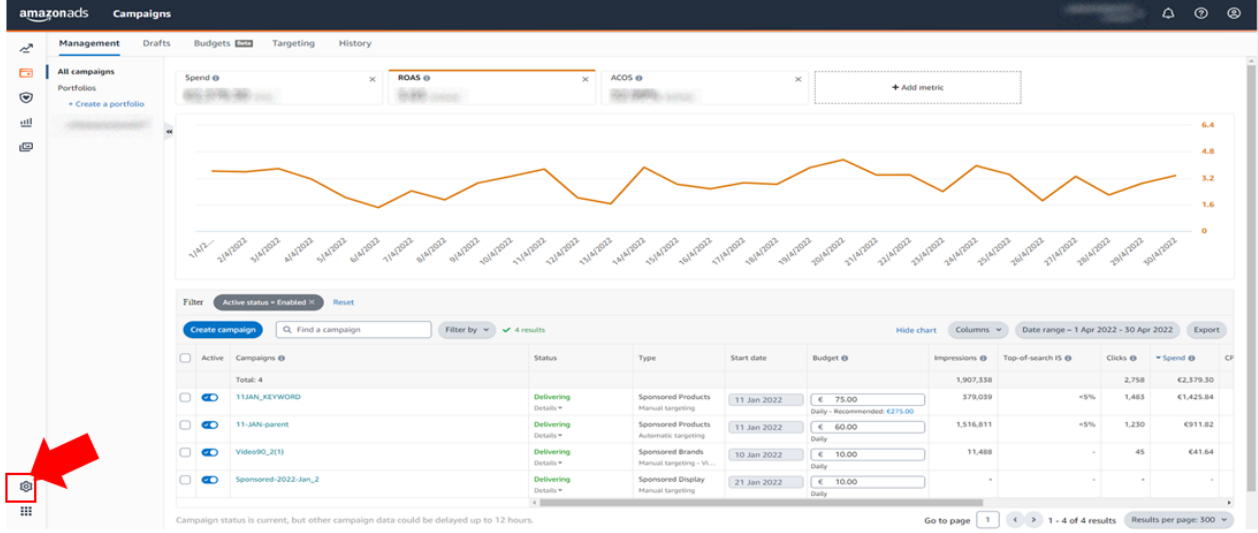 amazonads Campaigns
Management Drafts Budgets Beta Targeting History
All campaigns
Portfolios
+ Create a portfolio
Spend
ROAS
ACOS
+ Add metric
6.4
4.8
3.2
1.6
0
1/4/2... 2/4/2022 3/4/2022 4/4/2022 5/4/2022 6/4/2022 7/4/2022 8/4/2022 9/4/2022 10/4/2022 11/4/2022 12/4/2022 13/4/2022 14/4/2022 15/4/2022 16/4/2022 17/4/2022 18/4/2022 19/4/2022 20/4/2022 21/4/2022 22/4/2022 23/4/2022 24/4/2022 25/4/2022 26/4/2022 27/4/2022 28/4/2022 29/4/2022 30/4/2022
Filter Active status = Enabled × Reset
Create campaign Find a campaign Filter by 4 results Hide chart Columns Date range – 1 Apr 2022 - 30 Apr 2022 Export
Active Campaigns Status Type Start date Budget Impressions Top-of-search IS Clicks Spend CP
Total: 4 1,907,338 2,758 €2,379.30
11JAN_KEYWORD Delivering Sponsored Products 11 Jan 2022 € 75.00 379,039 <5% 1,483 €1,425.84
Details Manual targeting Daily - Recommended: €275.00
11-JAN-parent Delivering Sponsored Products 11 Jan 2022 € 60.00 1,516,811 <5% 1,230 €911.82
Details Automatic targeting Daily
Video90_2(1) Delivering Sponsored Brands 10 Jan 2022 € 10.00 11,488 - 45 €41.64
Details Manual targeting - Vi... Daily
Sponsored-2022-Jan_2 Delivering Sponsored Display 21 Jan 2022 € 10.00 - - - -
Details Manual targeting Daily
Campaign status is current, but other campaign data could be delayed up to 12 hours. Go to page 1 1 - 4 of 4 results Results per page: 300